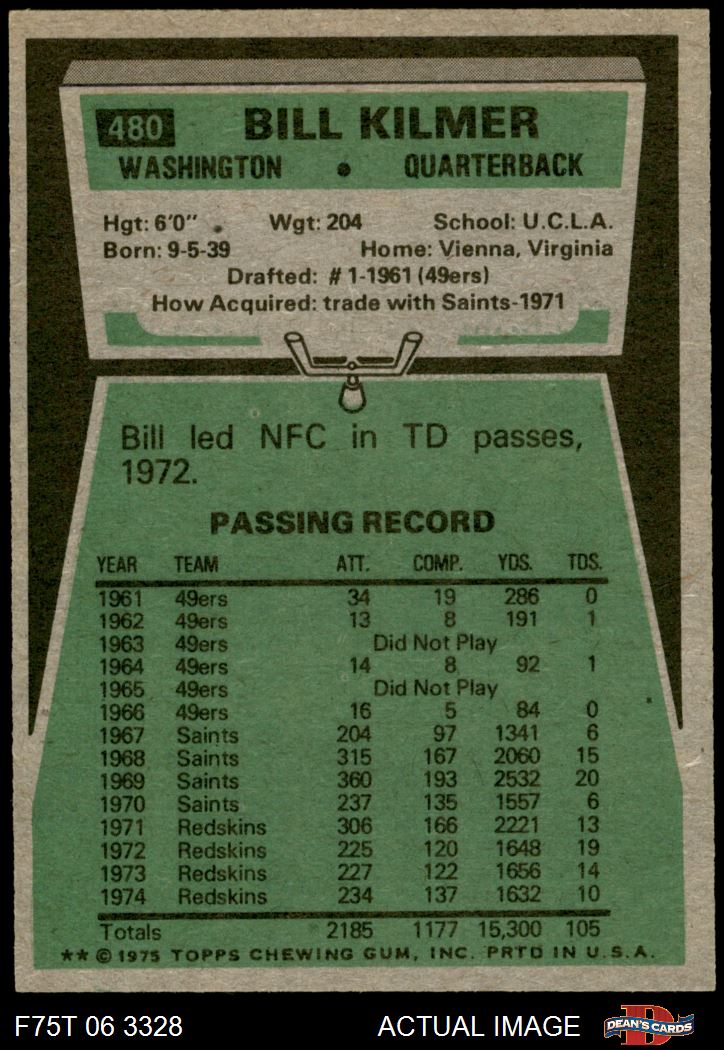 480 BILL KILMER
WASHINGTON • QUARTERBACK
Hgt: 6'0" Wgt: 204 School: U.C.L.A.
Born: 9-5-39 Home: Vienna, Virginia
Drafted: #1-1961 (49ers)
How Acquired: trade with Saints-1971
Bill led NFC in TD passes,
1972.
PASSING RECORD
YEAR TEAM ATT. COMP. YDS. TDS.
1961 49ers 34 19 286 0
1962 49ers 13 8 191 1
1963 49ers Did Not Play
1964 49ers 14 8 92 1
1965 49ers Did Not Play
1966 49ers 16 5 84 0
1967 Saints 204 97 1341 6
1968 Saints 315 167 2060 15
1969 Saints 360 193 2532 20
1970 Saints 237 135 1557 6
1971 Redskins 306 166 2221 13
1972 Redskins 225 120 1648 19
1973 Redskins 227 122 1656 14
1974 Redskins 234 137 1632 10
Totals 2185 1177 15,300 105
** © 1975 TOPPS CHEWING GUM, INC. PRTD IN U.S.A.
F75T 06 3328 ACTUAL IMAGE D DEAN'S CARDS